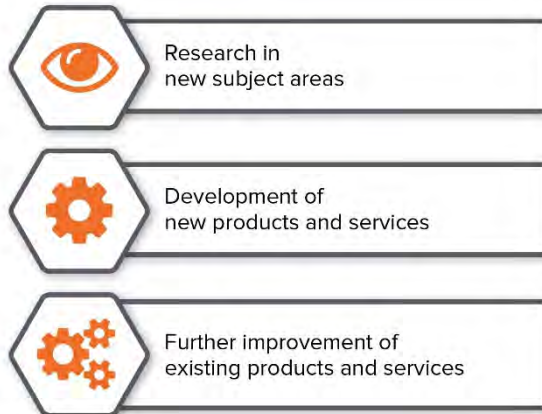 Research in
new subject areas
Development of
new products and services
Further improvement of
existing products and services